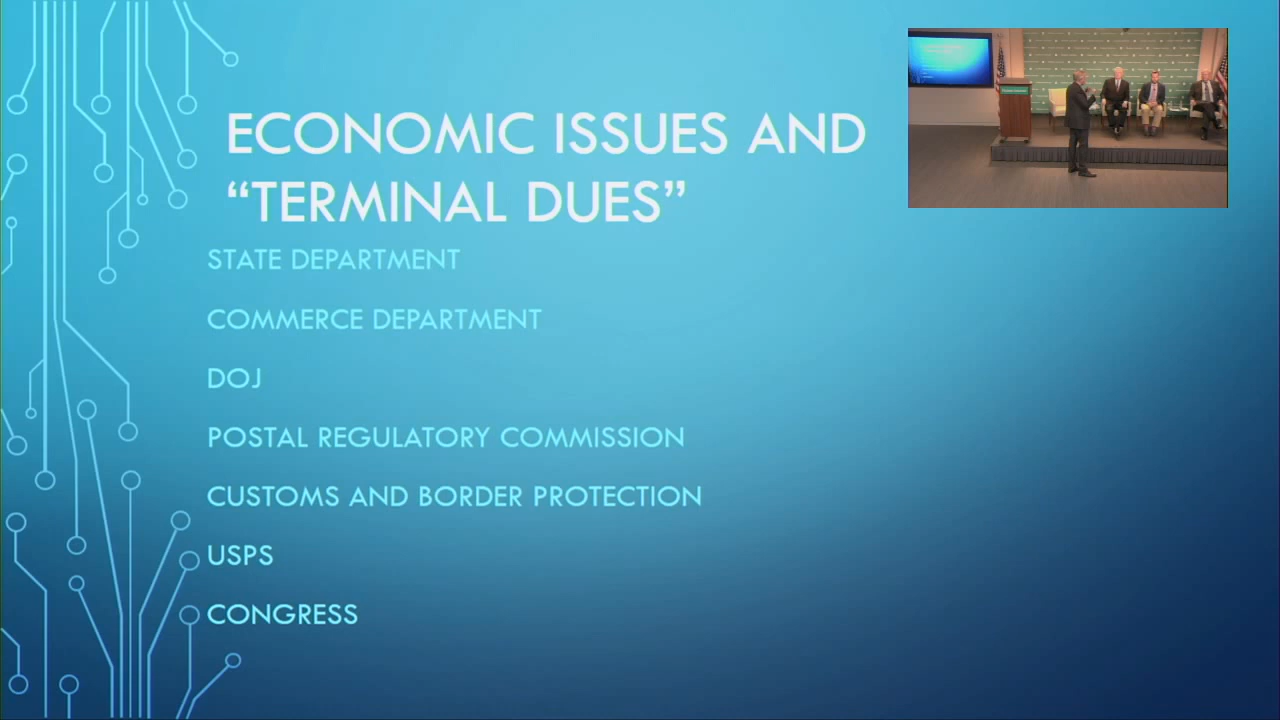 ECONOMIC ISSUES AND
“TERMINAL DUES”
STATE DEPARTMENT
COMMERCE DEPARTMENT
DOJ
POSTAL REGULATORY COMMISSION
CUSTOMS AND BORDER PROTECTION
USPS
CONGRESS